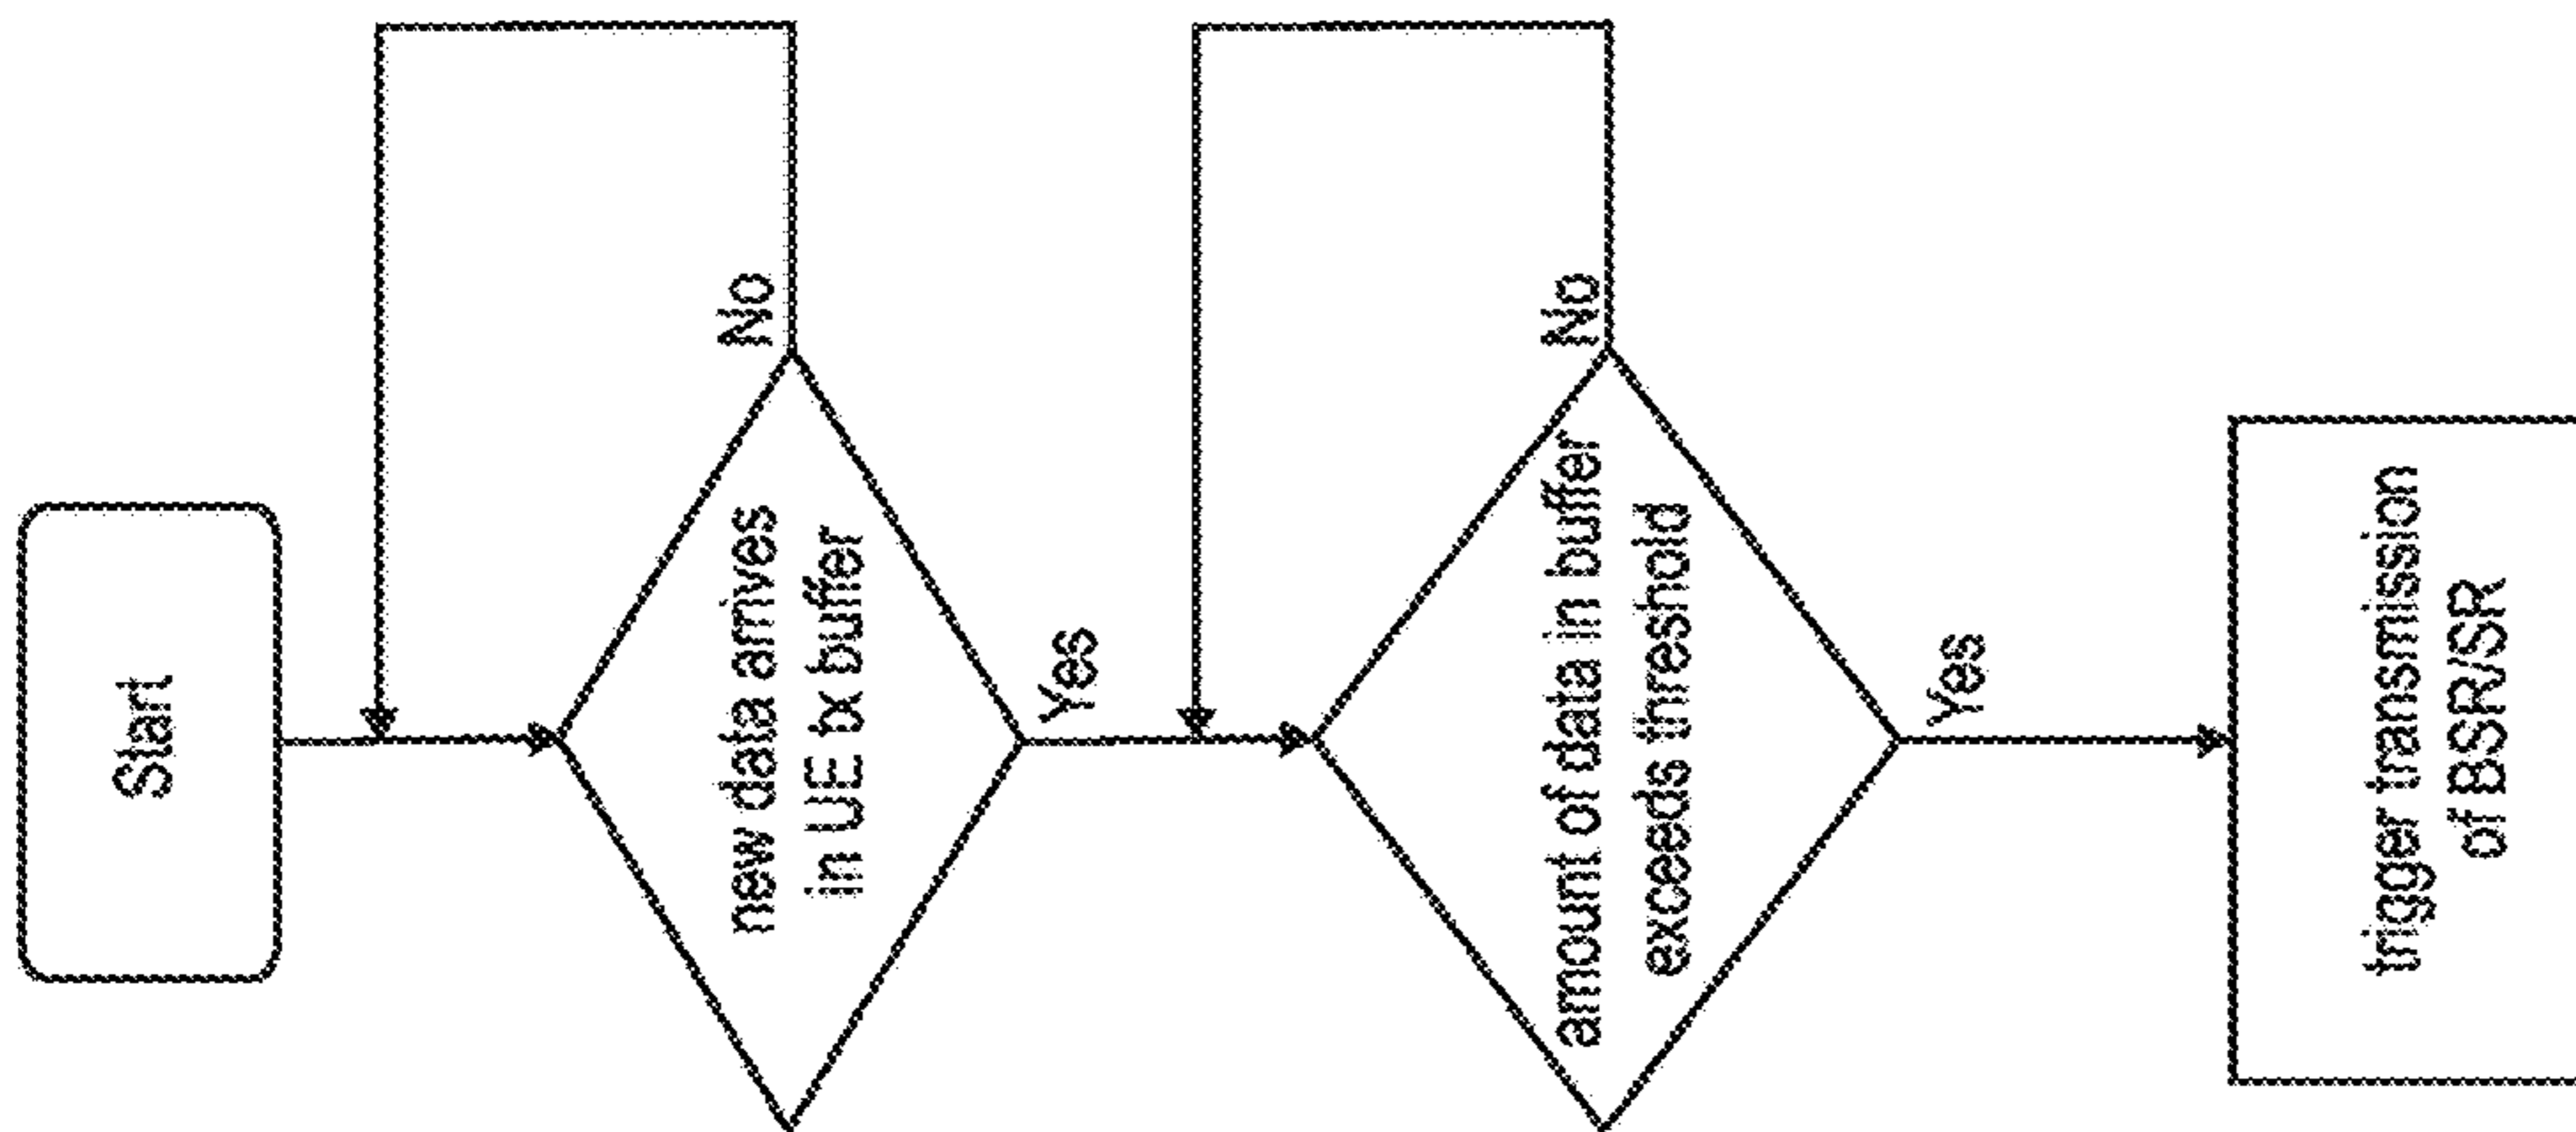 Start
new data arrives
in UE tx buffer
No
Yes
amount of data in buffer
exceeds threshold
No
Yes
trigger transmission
of BSR/SR